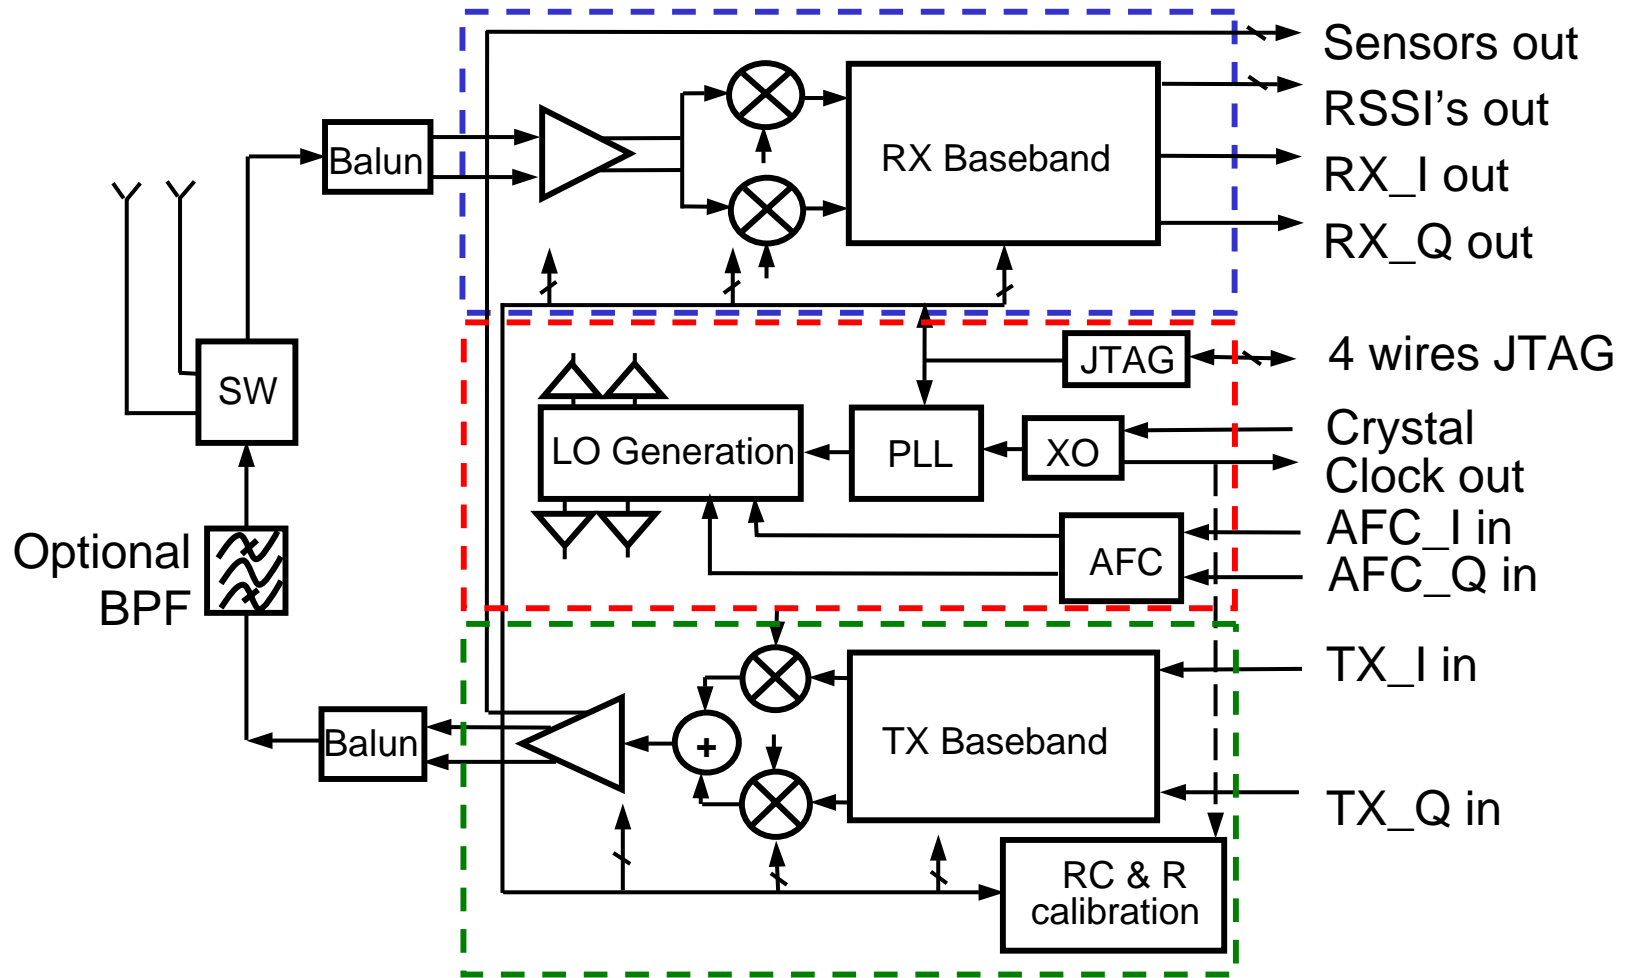 Sensors out
RSSI's out
Balun
RX Baseband
RX_I out
RX_Q out
JTAG
4 wires JTAG
SW
LO Generation
PLL
XO
Crystal
Clock out
Optional
BPF
AFC
AFC_I in
AFC_Q in
TX_I in
Balun
+
TX Baseband
TX_Q in
RC & R
calibration